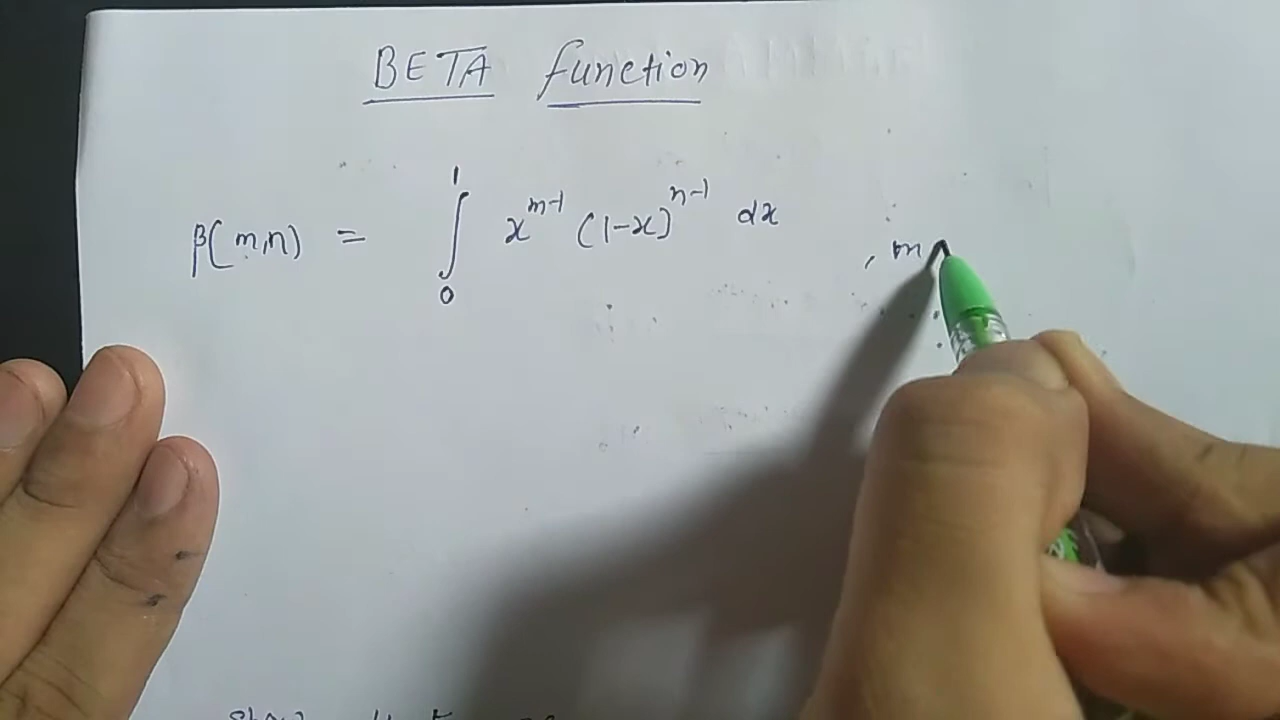 BETA function
β(m,n) = ∫₀¹ x^{m-1} (1-x)^{n-1} dx , m